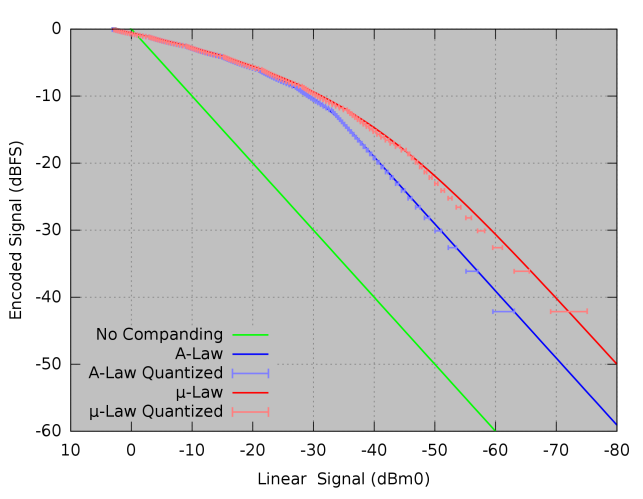 0
-10
-20
-30
-40
-50
-60
Encoded Signal (dBFS)
No Companding
A-Law
A-Law Quantized
μ-Law
μ-Law Quantized
10 0 -10 -20 -30 -40 -50 -60 -70 -80
Linear  Signal (dBm0)